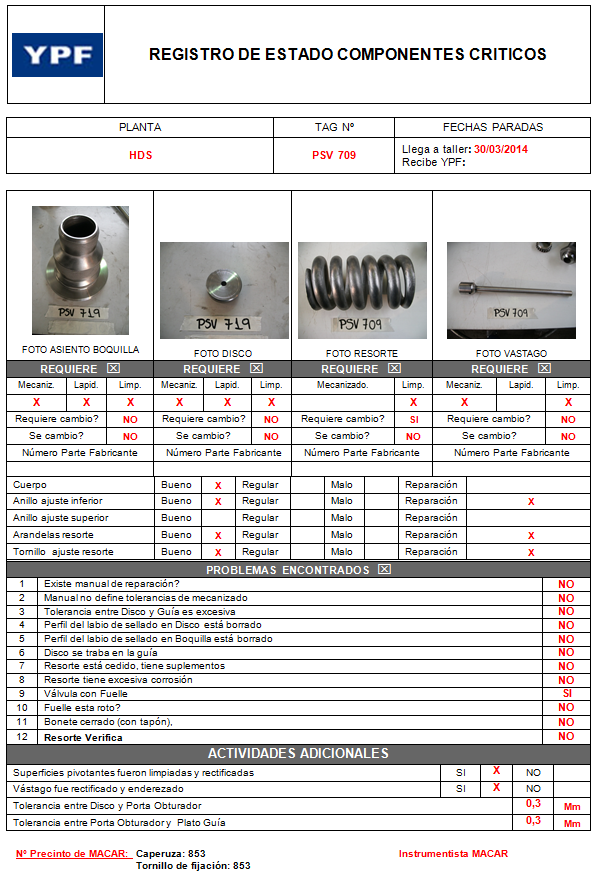 YPF
REGISTRO DE ESTADO COMPONENTES CRITICOS
PLANTA TAG Nº FECHAS PARADAS
HDS PSV 709 Llega a taller: 30/03/2014
Recibe YPF:
PSV 719 PSV 719 PSV 709 PSV 709
FOTO ASIENTO BOQUILLA FOTO DISCO FOTO RESORTE FOTO VASTAGO
REQUIERE ☒ REQUIERE ☒ REQUIERE ☒ REQUIERE ☒
Mecaniz. Lapid. Limp. Mecaniz. Lapid. Limp. Mecanizado. Limp. Mecaniz. Lapid. Limp.
X X X X X X X X X
Requiere cambio? NO Requiere cambio? NO Requiere cambio? SI Requiere cambio? NO
Se cambio? NO Se cambio? NO Se cambio? NO Se cambio? NO
Número Parte Fabricante Número Parte Fabricante Número Parte Fabricante Número Parte Fabricante
Cuerpo Bueno X Regular Malo Reparación
Anillo ajuste inferior Bueno X Regular Malo Reparación X
Anillo ajuste superior Bueno Regular Malo Reparación
Arandelas resorte Bueno X Regular Malo Reparación X
Tornillo ajuste resorte Bueno X Regular Malo Reparación X
PROBLEMAS ENCONTRADOS ☒
1 Existe manual de reparación? NO
2 Manual no define tolerancias de mecanizado NO
3 Tolerancia entre Disco y Guía es excesiva NO
4 Perfil del labio de sellado en Disco está borrado NO
5 Perfil del labio de sellado en Boquilla está borrado NO
6 Disco se traba en la guía NO
7 Resorte está cedido, tiene suplementos NO
8 Resorte tiene excesiva corrosión NO
9 Válvula con Fuelle SI
10 Fuelle esta roto? NO
11 Bonete cerrado (con tapón), NO
12 Resorte Verifica NO
ACTIVIDADES ADICIONALES
Superficies pivotantes fueron limpiadas y rectificadas SI X NO
Vástago fue rectificado y enderezado SI X NO
Tolerancia entre Disco y Porta Obturador 0,3 Mm
Tolerancia entre Porta Obturador y Plato Guía 0,3 Mm
Nº Precinto de MACAR: Caperuza: 853 Instrumentista MACAR
Tornillo de fijación: 853